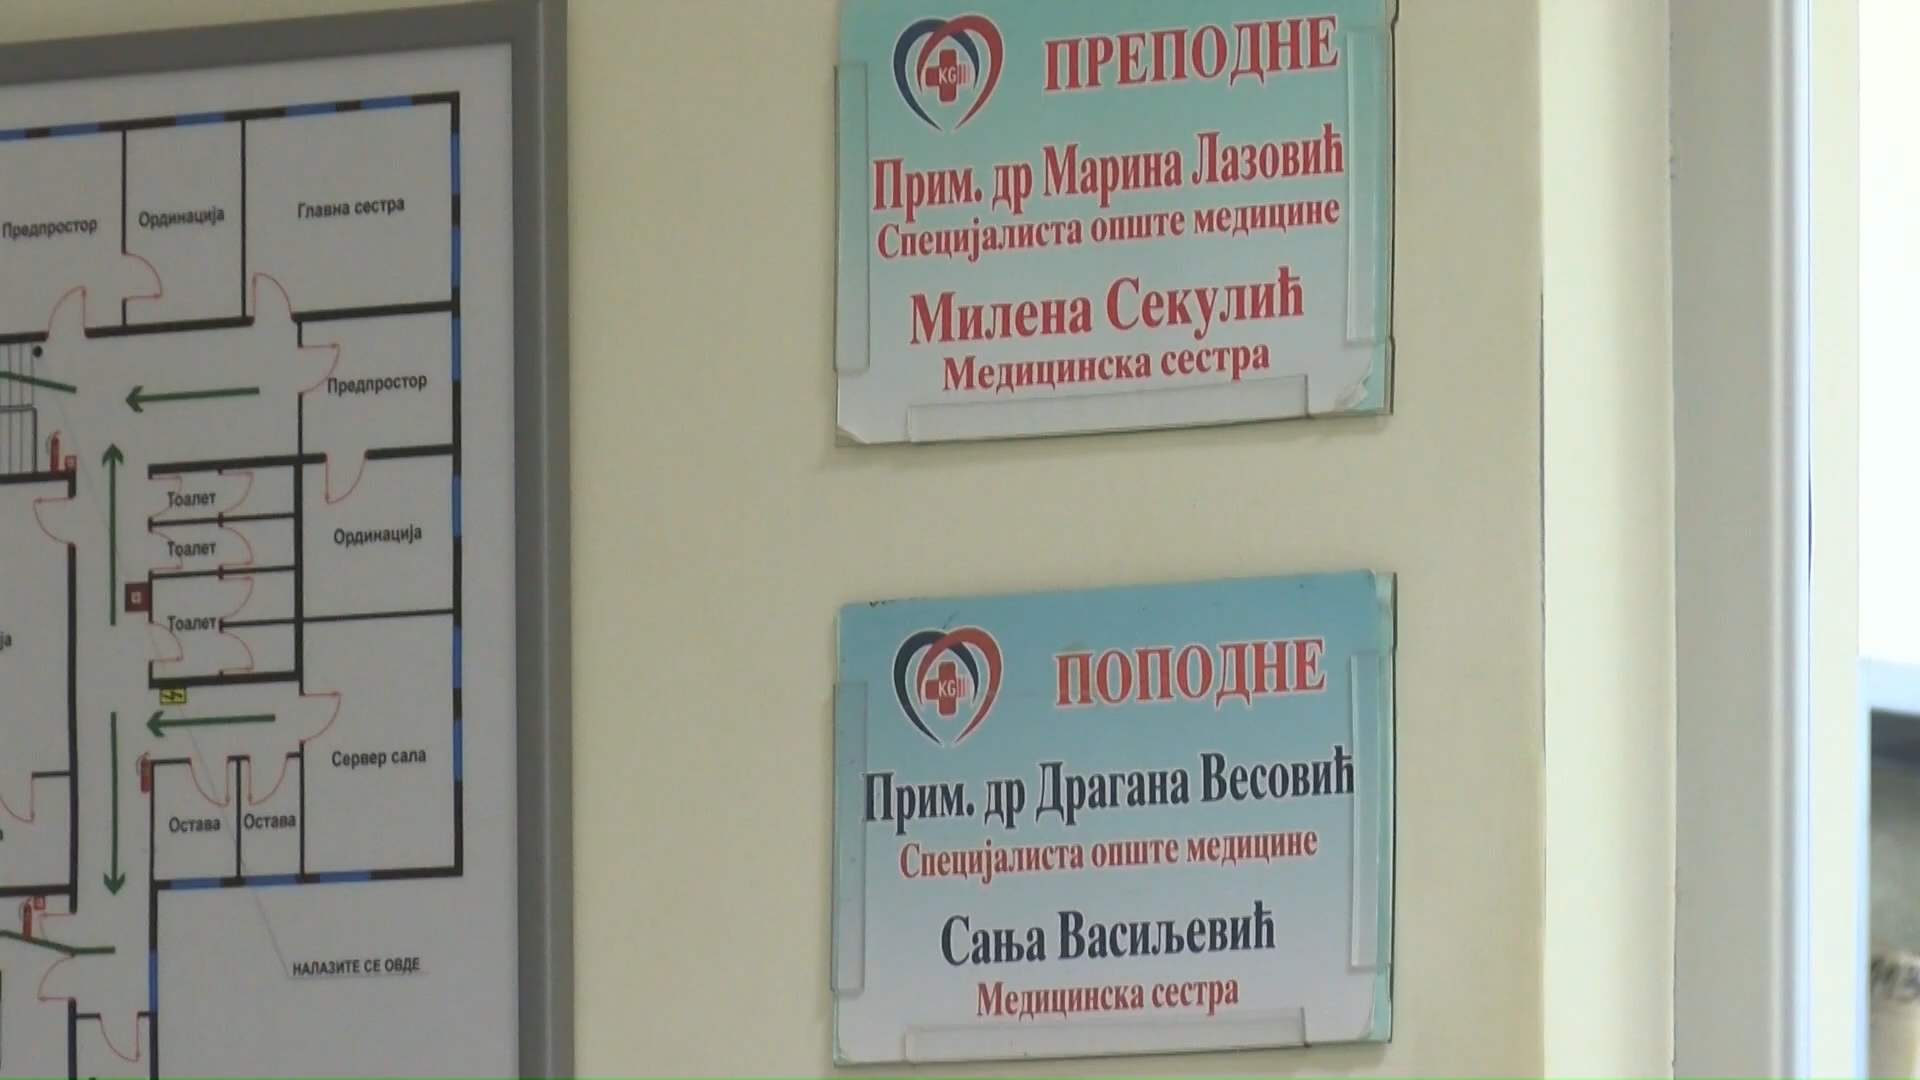 Предпростор
Ординација
Главна сестра
Предпростор
Тоалет
Тоалет
Ординација
Тоалет
Сервер сала
Остава
Остава
НАЛАЗИТЕ СЕ ОВДЕ
KG
ПРЕПОДНЕ
Прим. др Марина Лазовић
Специјалиста опште медицине
Милена Секулић
Медицинска сестра
KG
ПОПОДНЕ
Прим. др Драгана Весовић
Специјалиста опште медицине
Сања Васиљевић
Медицинска сестра